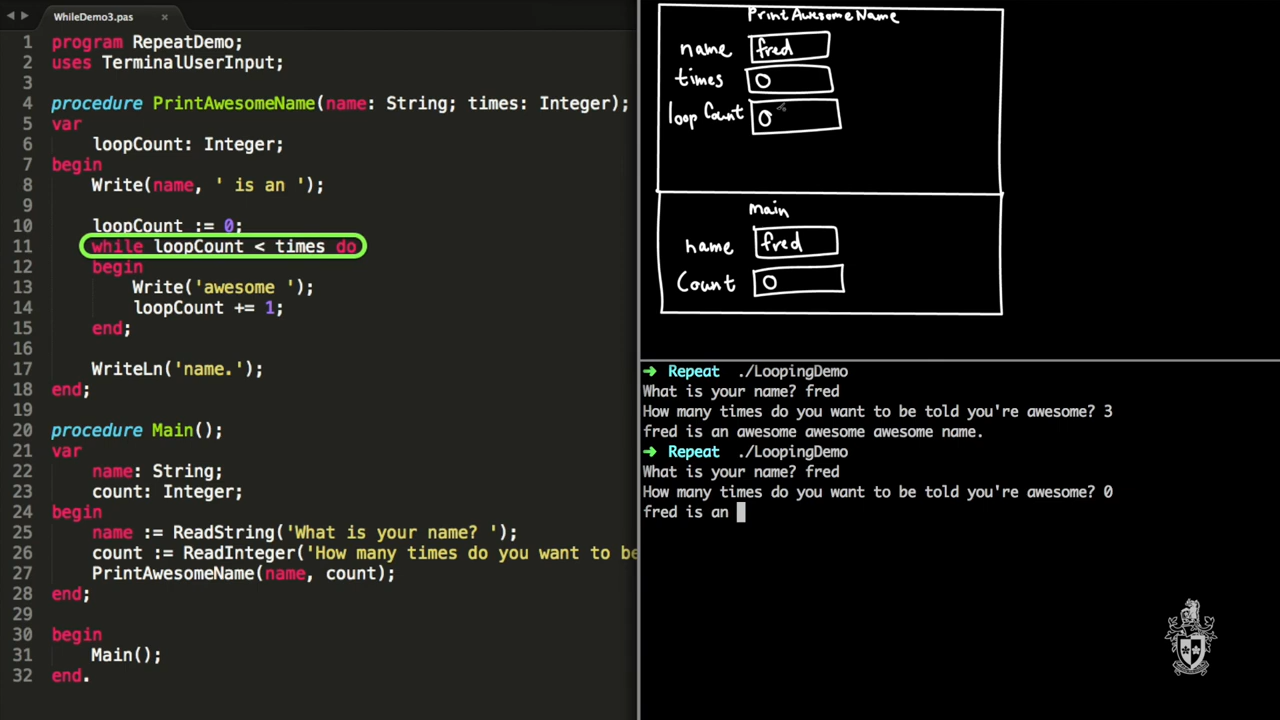 WhileDemo3.pas
1 program RepeatDemo;
2 uses TerminalUserInput;
3
4 procedure PrintAwesomeName(name: String; times: Integer);
5 var
6 loopCount: Integer;
7 begin
8 Write(name, ' is an ');
9
10 loopCount := 0;
11 while loopCount < times do
12 begin
13 Write('awesome ');
14 loopCount += 1;
15 end;
16
17 WriteLn('name.');
18 end;
19
20 procedure Main();
21 var
22 name: String;
23 count: Integer;
24 begin
25 name := ReadString('What is your name? ');
26 count := ReadInteger('How many times do you want to be
27 PrintAwesomeName(name, count);
28 end;
29
30 begin
31 Main();
32 end.
PrintAwesomeName
name fred
times 0
loopCount 0
main
name fred
Count 0
➜ Repeat ./LoopingDemo
What is your name? fred
How many times do you want to be told you're awesome? 3
fred is an awesome awesome awesome name.
➜ Repeat ./LoopingDemo
What is your name? fred
How many times do you want to be told you're awesome? 0
fred is an